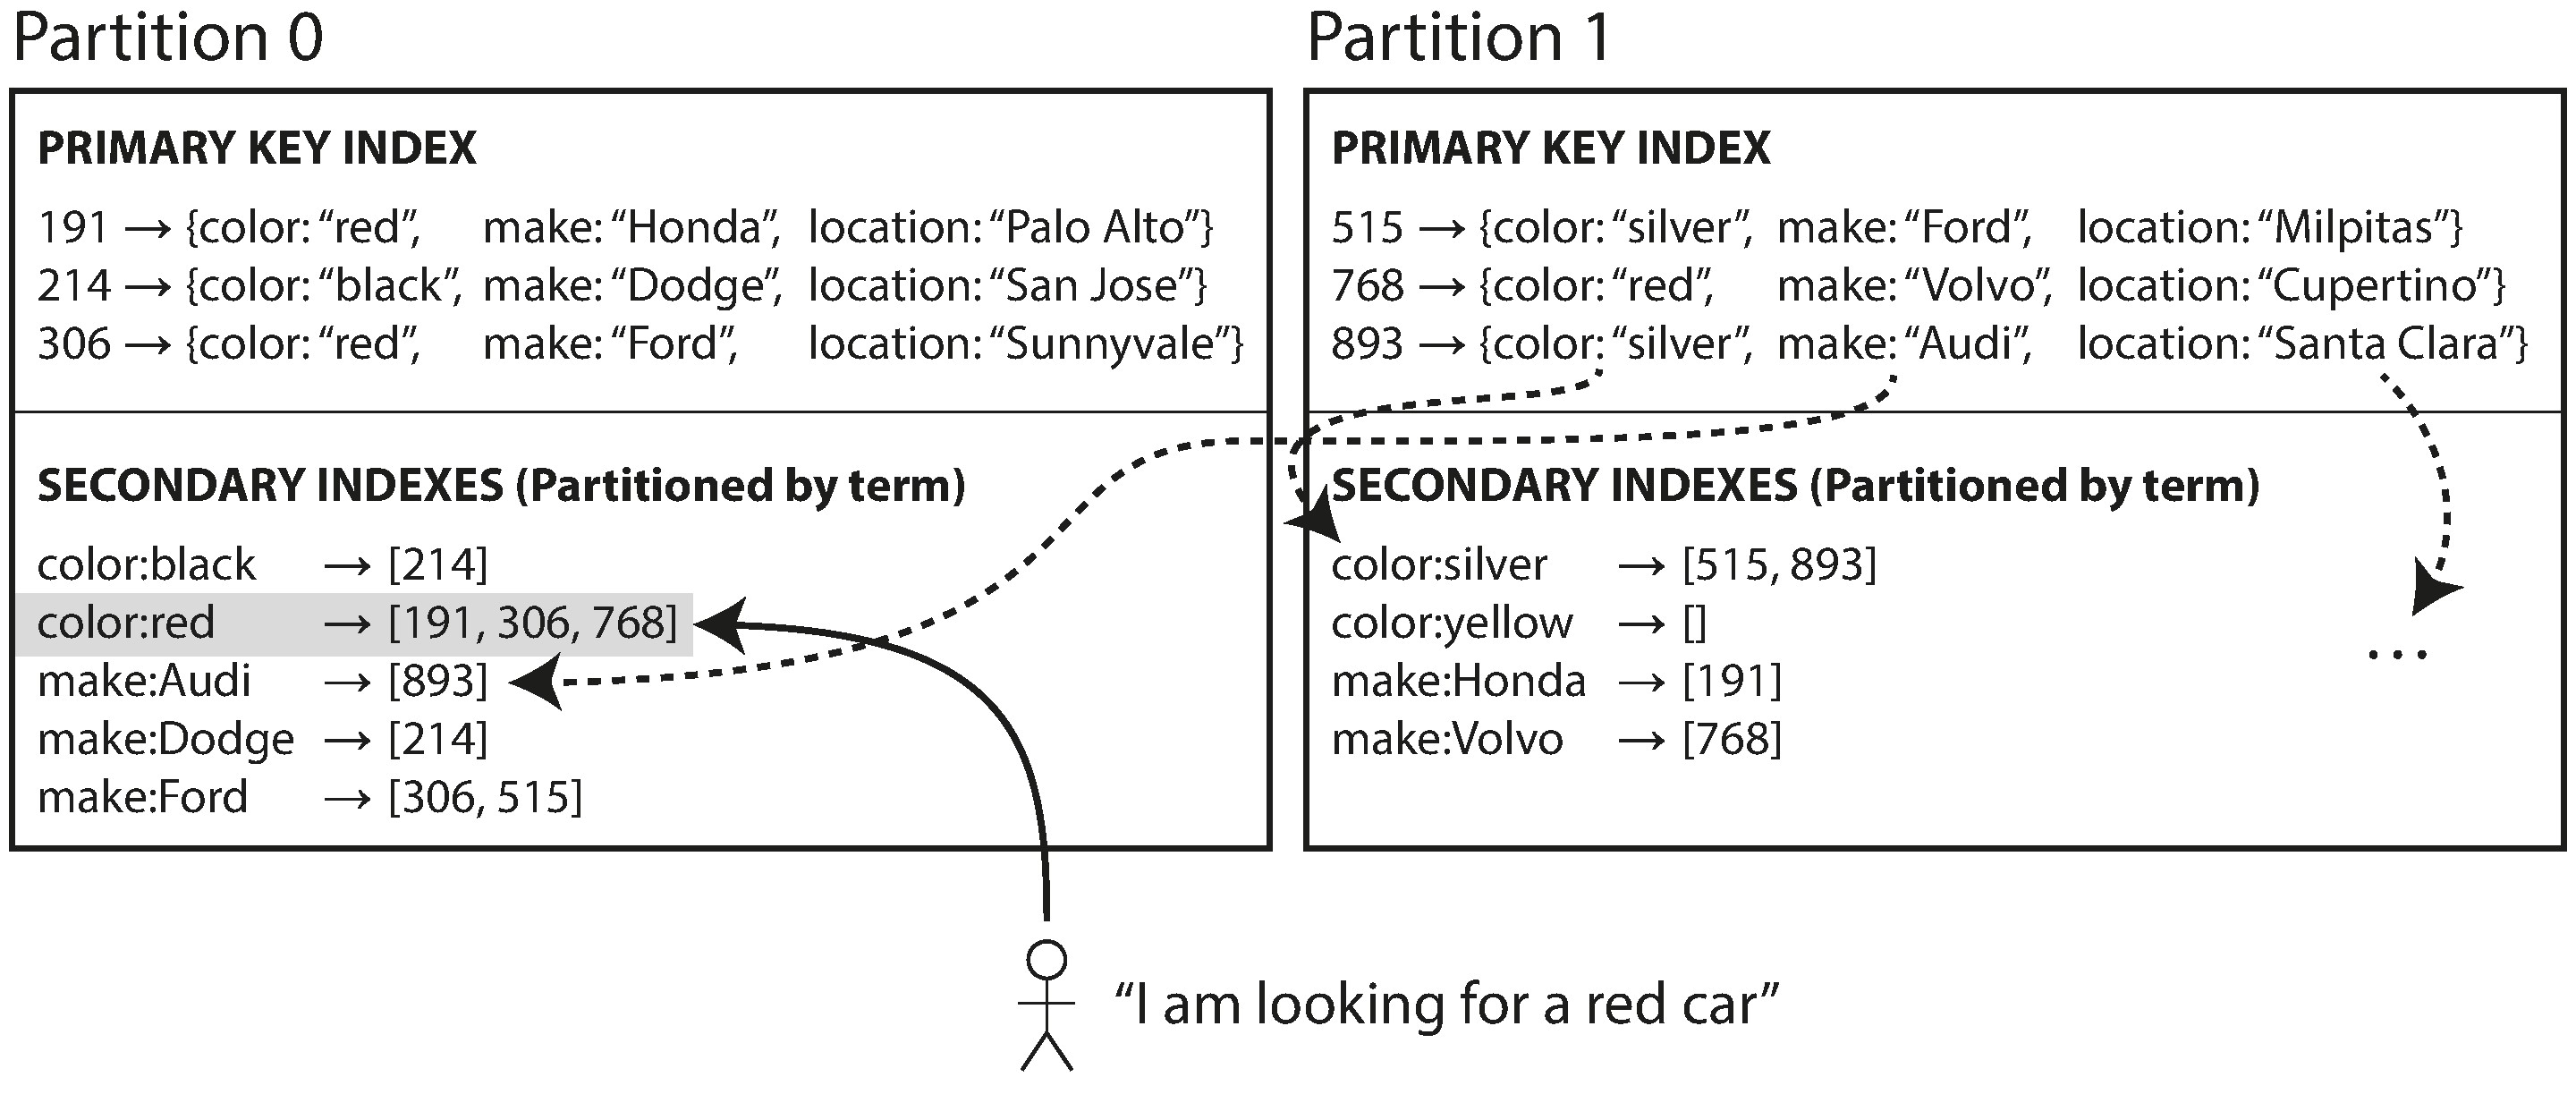 Partition 0
PRIMARY KEY INDEX
191 → {color: “red”, make: “Honda”, location: “Palo Alto”}
214 → {color: “black”, make: “Dodge”, location: “San Jose”}
306 → {color: “red”, make: “Ford”, location: “Sunnyvale”}
SECONDARY INDEXES (Partitioned by term)
color:black → [214]
color:red → [191, 306, 768]
make:Audi → [893]
make:Dodge → [214]
make:Ford → [306, 515]
Partition 1
PRIMARY KEY INDEX
515 → {color: “silver”, make: “Ford”, location: “Milpitas”}
768 → {color: “red”, make: “Volvo”, location: “Cupertino”}
893 → {color: “silver”, make: “Audi”, location: “Santa Clara”}
SECONDARY INDEXES (Partitioned by term)
color:silver → [515, 893]
color:yellow → []
make:Honda → [191]
make:Volvo → [768]
...
“I am looking for a red car”